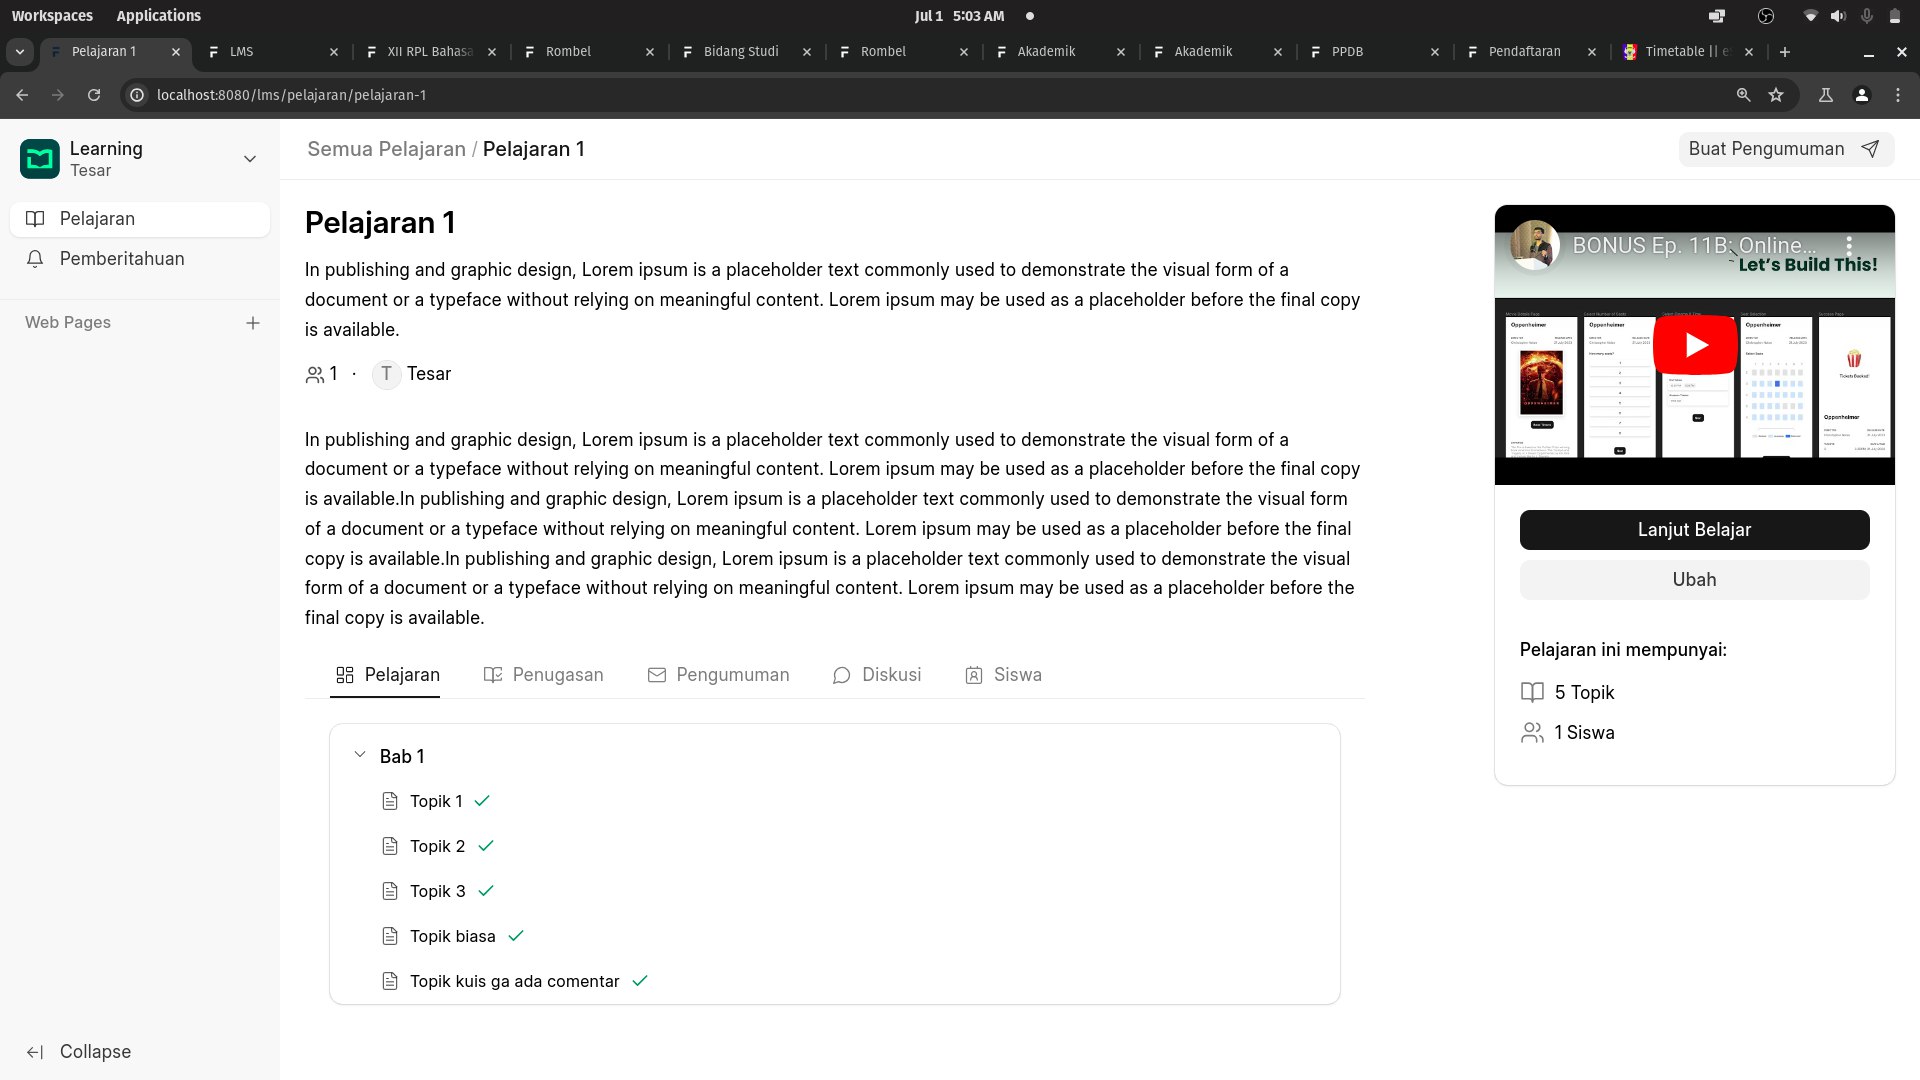 Workspaces Applications Jul 1 5:03 AM
Pelajaran 1 LMS XII RPL Bahasa Rombel Bidang Studi Rombel Akademik Akademik PPDB Pendaftaran Timetable || e
localhost:8080/lms/pelajaran/pelajaran-1
Learning
Tesar
Pelajaran
Pemberitahuan
Web Pages
Collapse
Semua Pelajaran / Pelajaran 1
Buat Pengumuman
Pelajaran 1
In publishing and graphic design, Lorem ipsum is a placeholder text commonly used to demonstrate the visual form of a
document or a typeface without relying on meaningful content. Lorem ipsum may be used as a placeholder before the final copy
is available.
1 · T Tesar
In publishing and graphic design, Lorem ipsum is a placeholder text commonly used to demonstrate the visual form of a
document or a typeface without relying on meaningful content. Lorem ipsum may be used as a placeholder before the final copy
is available.In publishing and graphic design, Lorem ipsum is a placeholder text commonly used to demonstrate the visual form
of a document or a typeface without relying on meaningful content. Lorem ipsum may be used as a placeholder before the final
copy is available.In publishing and graphic design, Lorem ipsum is a placeholder text commonly used to demonstrate the visual
form of a document or a typeface without relying on meaningful content. Lorem ipsum may be used as a placeholder before the
final copy is available.
Pelajaran Penugasan Pengumuman Diskusi Siswa
Bab 1
Topik 1
Topik 2
Topik 3
Topik biasa
Topik kuis ga ada comentar
BONUS Ep. 11B: Online...
Let's Build This!
Oppenheimer Oppenheimer Oppenheimer
Tickets Booked!
Oppenheimer
Lanjut Belajar
Ubah
Pelajaran ini mempunyai:
5 Topik
1 Siswa